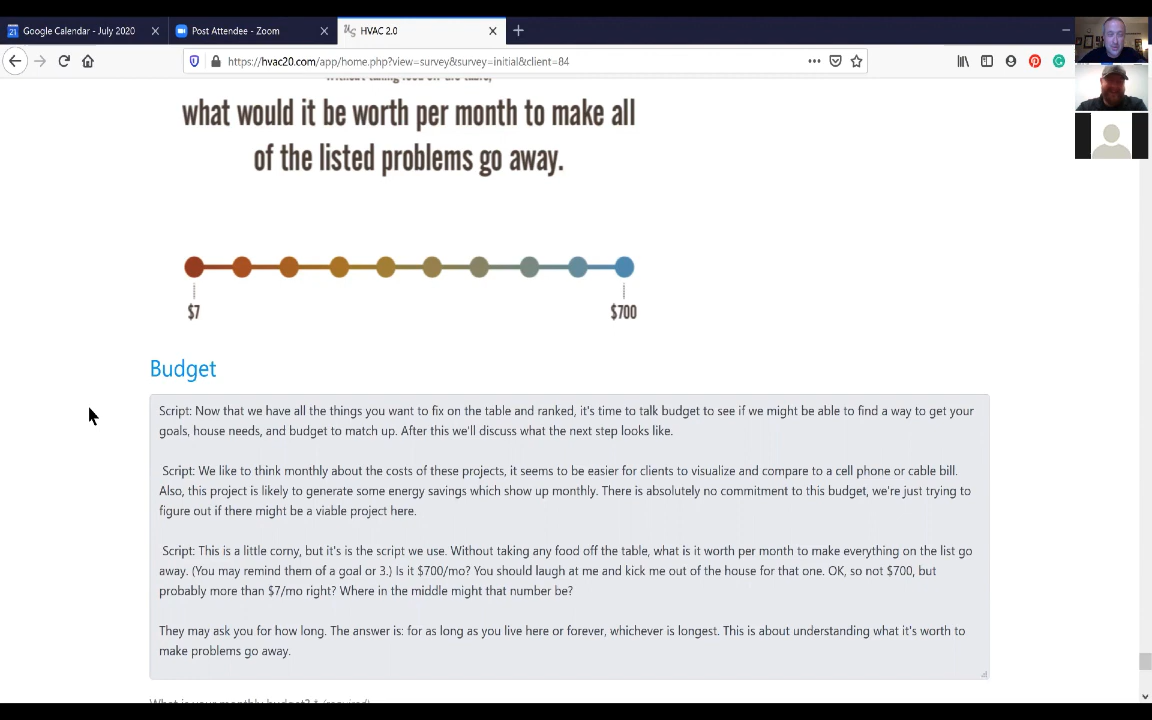 Google Calendar - July 2020
Post Attendee - Zoom
HVAC 2.0
https://hvac20.com/app/home.php?view=survey&survey=initial&client=84
without taking food off the table,
what would it be worth per month to make all
of the listed problems go away.
$7
$700
Budget
Script: Now that we have all the things you want to fix on the table and ranked, it's time to talk budget to see if we might be able to find a way to get your
goals, house needs, and budget to match up. After this we'll discuss what the next step looks like.
Script: We like to think monthly about the costs of these projects, it seems to be easier for clients to visualize and compare to a cell phone or cable bill.
Also, this project is likely to generate some energy savings which show up monthly. There is absolutely no commitment to this budget, we're just trying to
figure out if there might be a viable project here.
Script: This is a little corny, but it's is the script we use. Without taking any food off the table, what is it worth per month to make everything on the list go
away. (You may remind them of a goal or 3.) Is it $700/mo? You should laugh at me and kick me out of the house for that one. OK, so not $700, but
probably more than $7/mo right? Where in the middle might that number be?
They may ask you for how long. The answer is: for as long as you live here or forever, whichever is longest. This is about understanding what it's worth to
make problems go away.
What is your monthly budget? * (required)